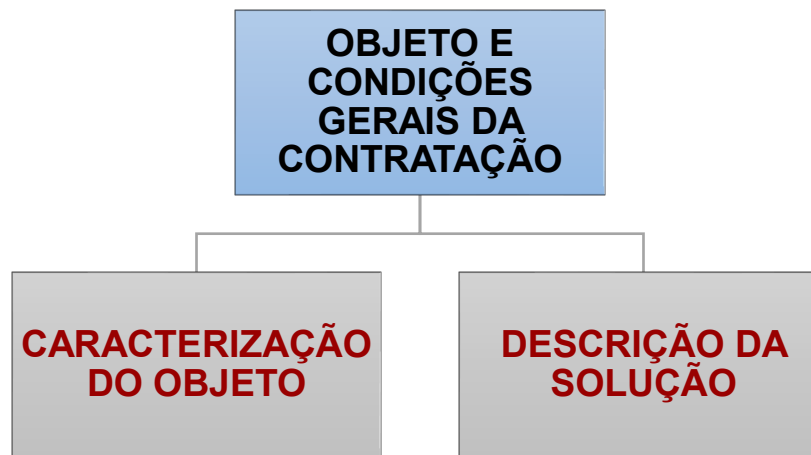 OBJETO E
CONDIÇÕES
GERAIS DA
CONTRATAÇÃO
CARACTERIZAÇÃO
DO OBJETO
DESCRIÇÃO DA
SOLUÇÃO